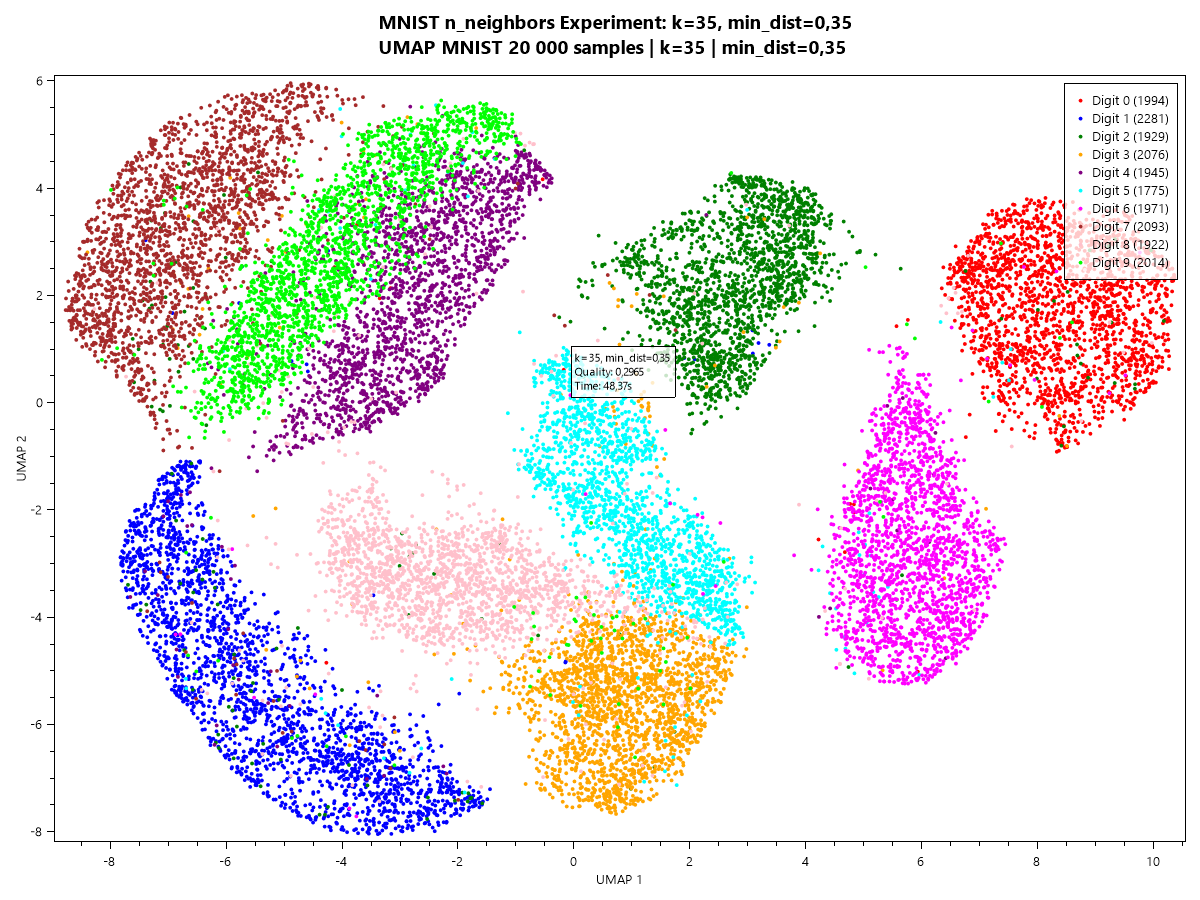 MNIST n_neighbors Experiment: k=35, min_dist=0,35
UMAP MNIST 20 000 samples | k=35 | min_dist=0,35
Digit 0 (1994)
Digit 1 (2281)
Digit 2 (1929)
Digit 3 (2076)
Digit 4 (1945)
Digit 5 (1775)
Digit 6 (1971)
Digit 7 (2093)
Digit 8 (1922)
Digit 9 (2014)
k=35, min_dist=0,35
Quality: 0,2965
Time: 48,37s
UMAP 2
6
4
2
0
-2
-4
-6
-8
-8 -6 -4 -2 0 2 4 6 8 10
UMAP 1